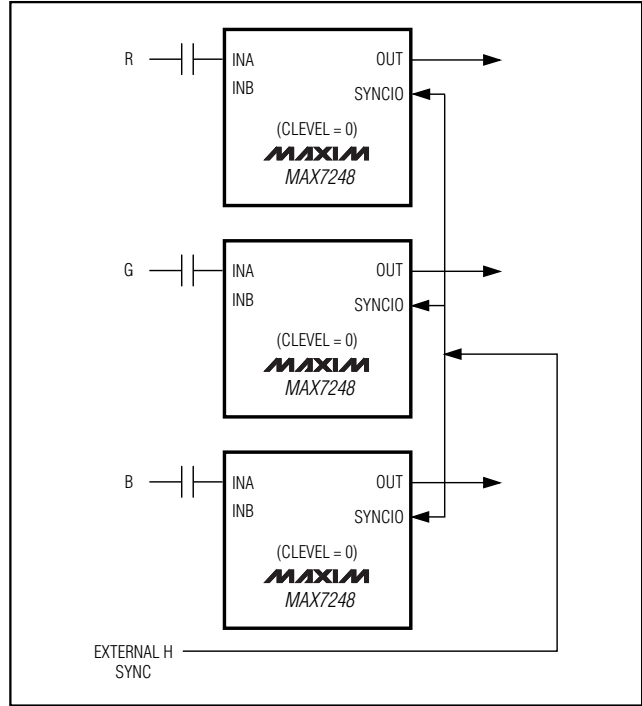 R
INA
OUT
INB
SYNCIO
(CLEVEL = 0)
MAXIM
MAX7248
G
INA
OUT
INB
SYNCIO
(CLEVEL = 0)
MAXIM
MAX7248
B
INA
OUT
INB
SYNCIO
(CLEVEL = 0)
MAXIM
MAX7248
EXTERNAL H
SYNC